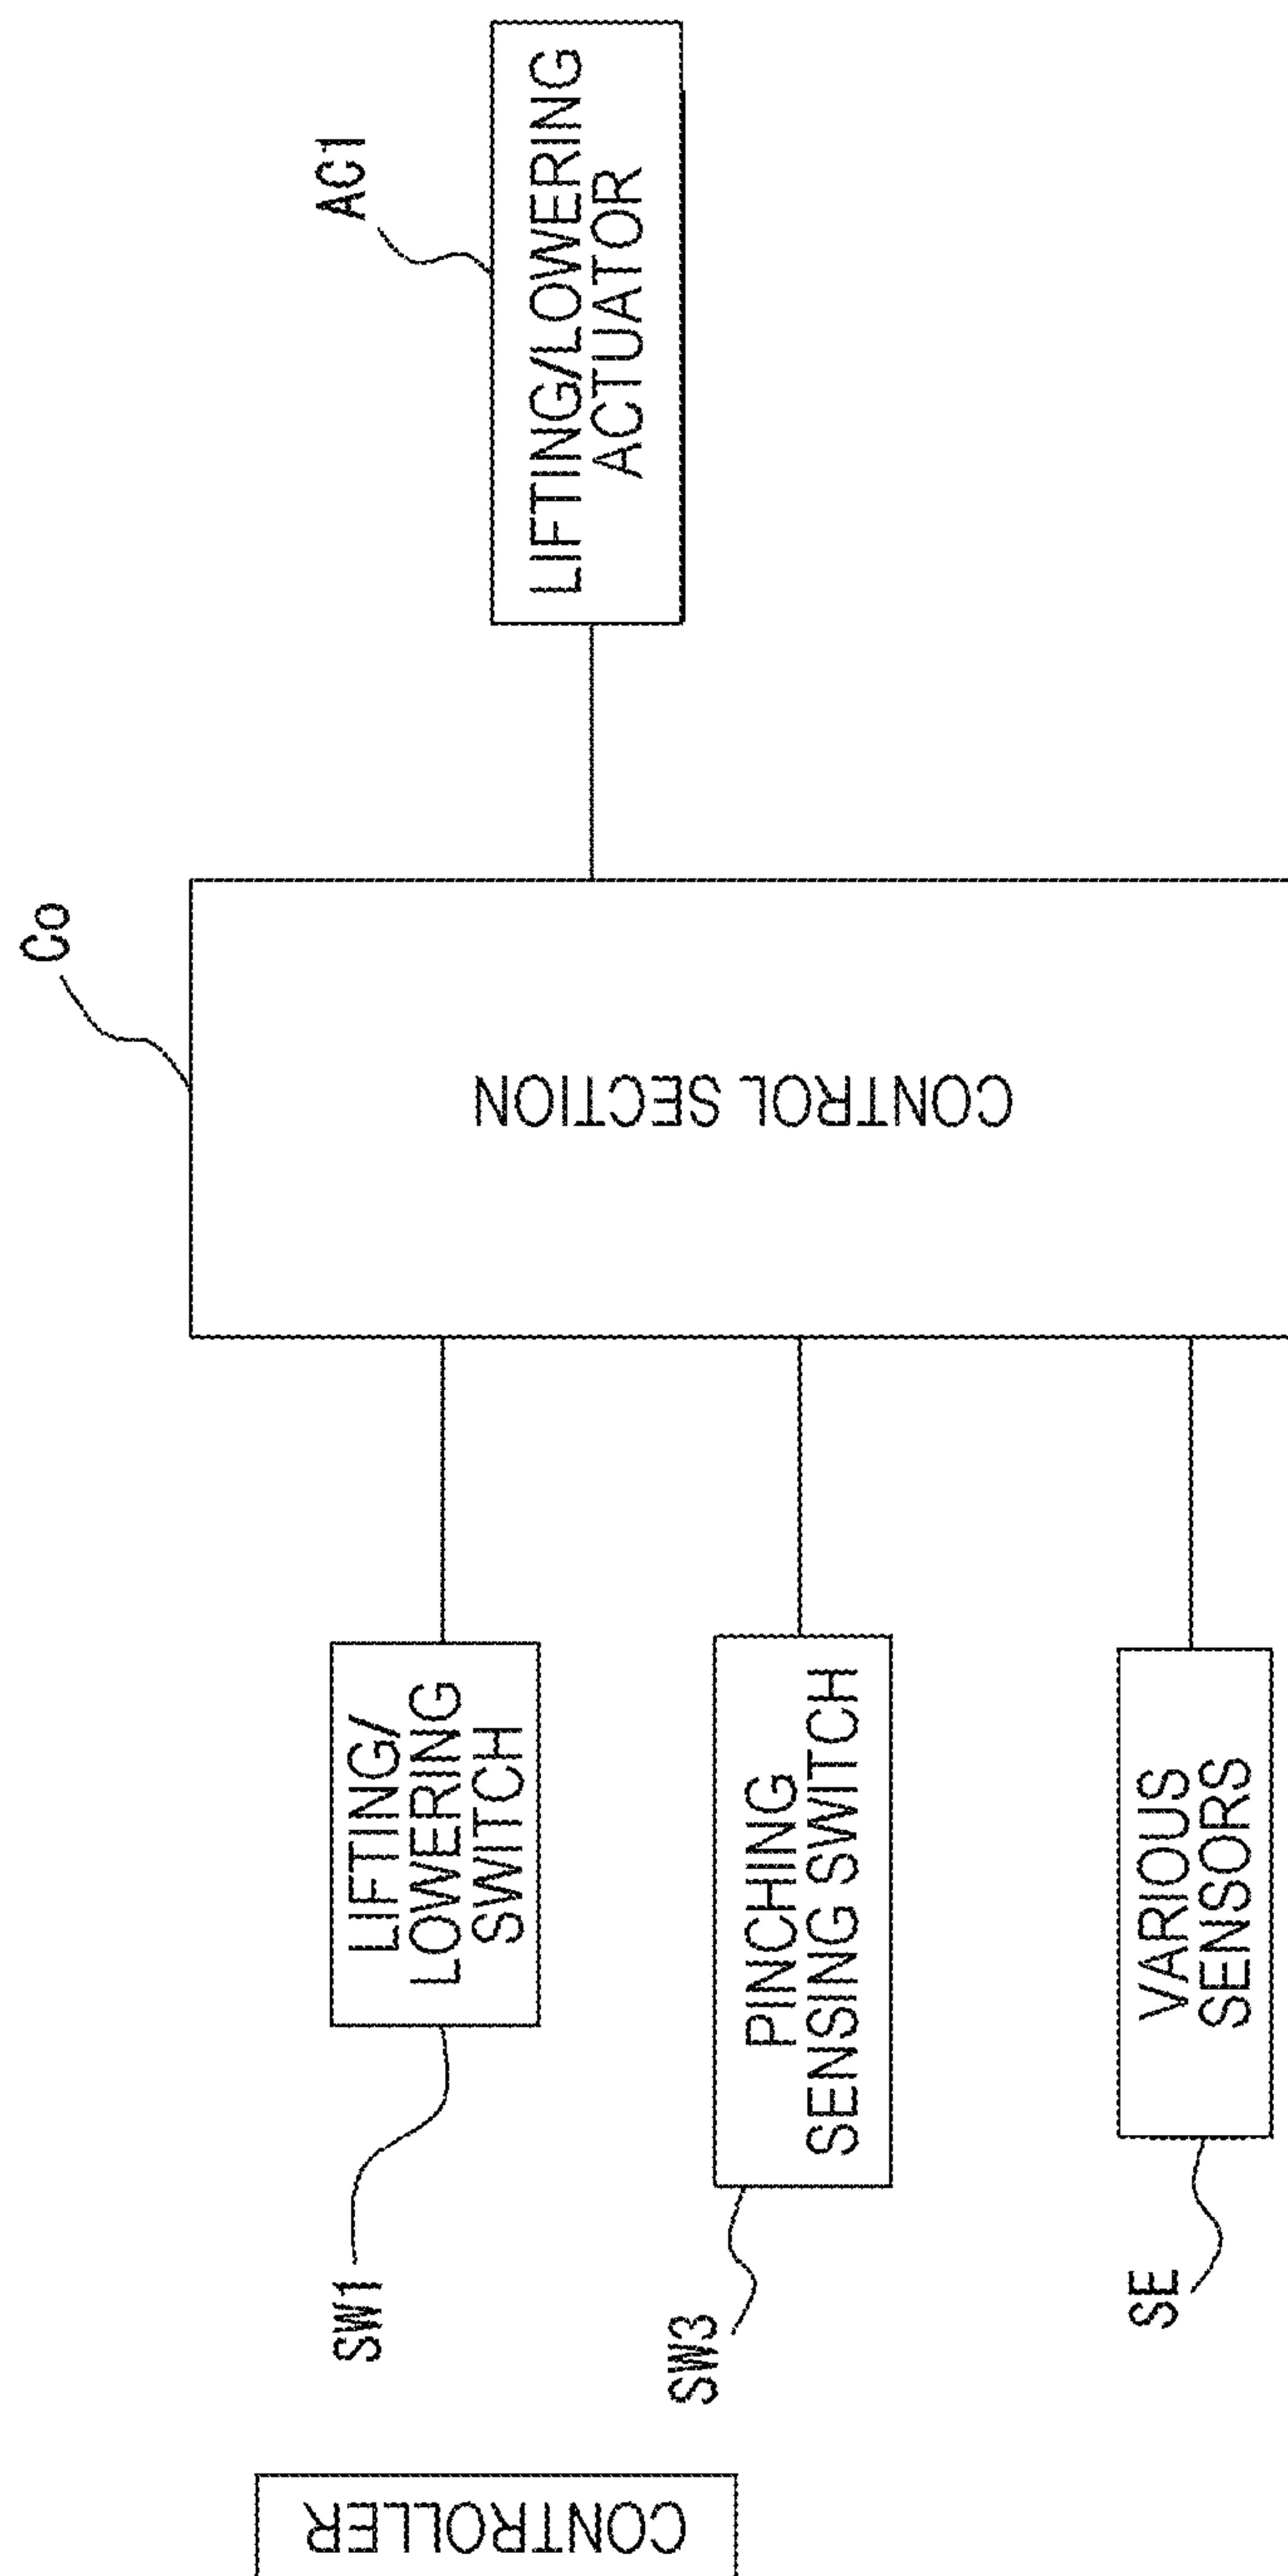 CONTROLLER
SW1
LIFTING/
LOWERING
SWITCH
SW3
PINCHING
SENSING SWITCH
SE
VARIOUS
SENSORS
Co
CONTROL SECTION
AC1
LIFTING/LOWERING
ACTUATOR